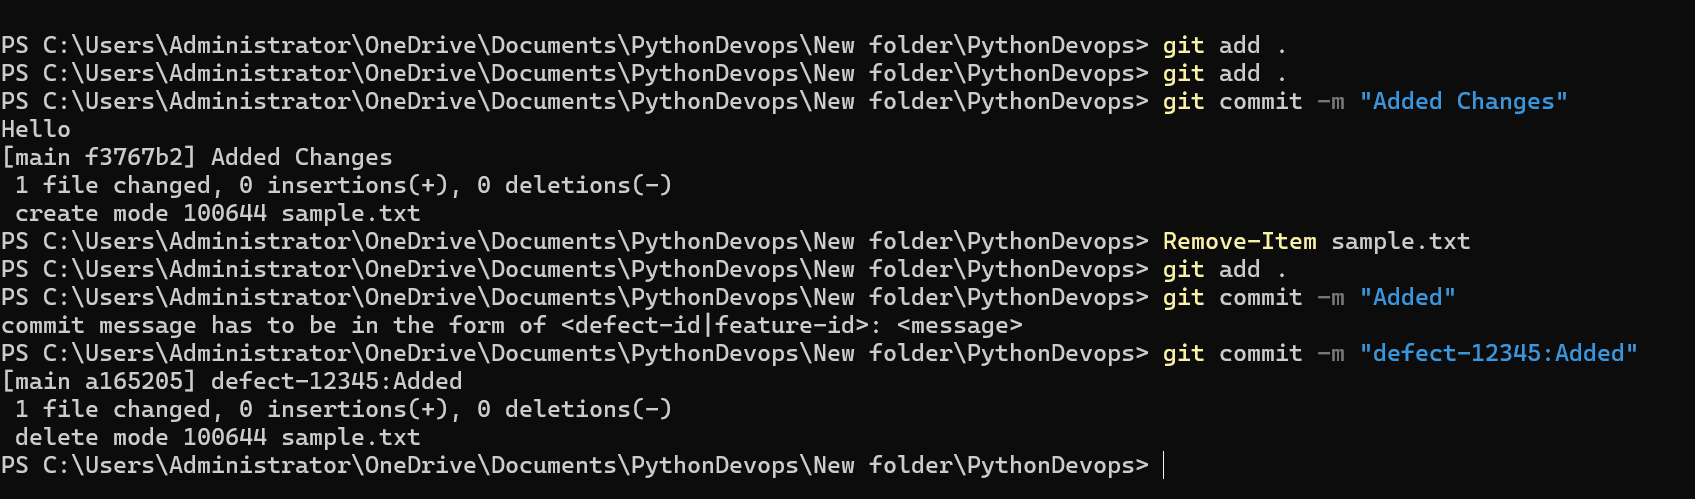 PS C:\Users\Administrator\OneDrive\Documents\PythonDevops\New folder\PythonDevops> git add .
PS C:\Users\Administrator\OneDrive\Documents\PythonDevops\New folder\PythonDevops> git add .
PS C:\Users\Administrator\OneDrive\Documents\PythonDevops\New folder\PythonDevops> git commit -m "Added Changes"
Hello
[main f3767b2] Added Changes
 1 file changed, 0 insertions(+), 0 deletions(-)
 create mode 100644 sample.txt
PS C:\Users\Administrator\OneDrive\Documents\PythonDevops\New folder\PythonDevops> Remove-Item sample.txt
PS C:\Users\Administrator\OneDrive\Documents\PythonDevops\New folder\PythonDevops> git add .
PS C:\Users\Administrator\OneDrive\Documents\PythonDevops\New folder\PythonDevops> git commit -m "Added"
commit message has to be in the form of <defect-id|feature-id>: <message>
PS C:\Users\Administrator\OneDrive\Documents\PythonDevops\New folder\PythonDevops> git commit -m "defect-12345:Added"
[main a165205] defect-12345:Added
 1 file changed, 0 insertions(+), 0 deletions(-)
 delete mode 100644 sample.txt
PS C:\Users\Administrator\OneDrive\Documents\PythonDevops\New folder\PythonDevops>